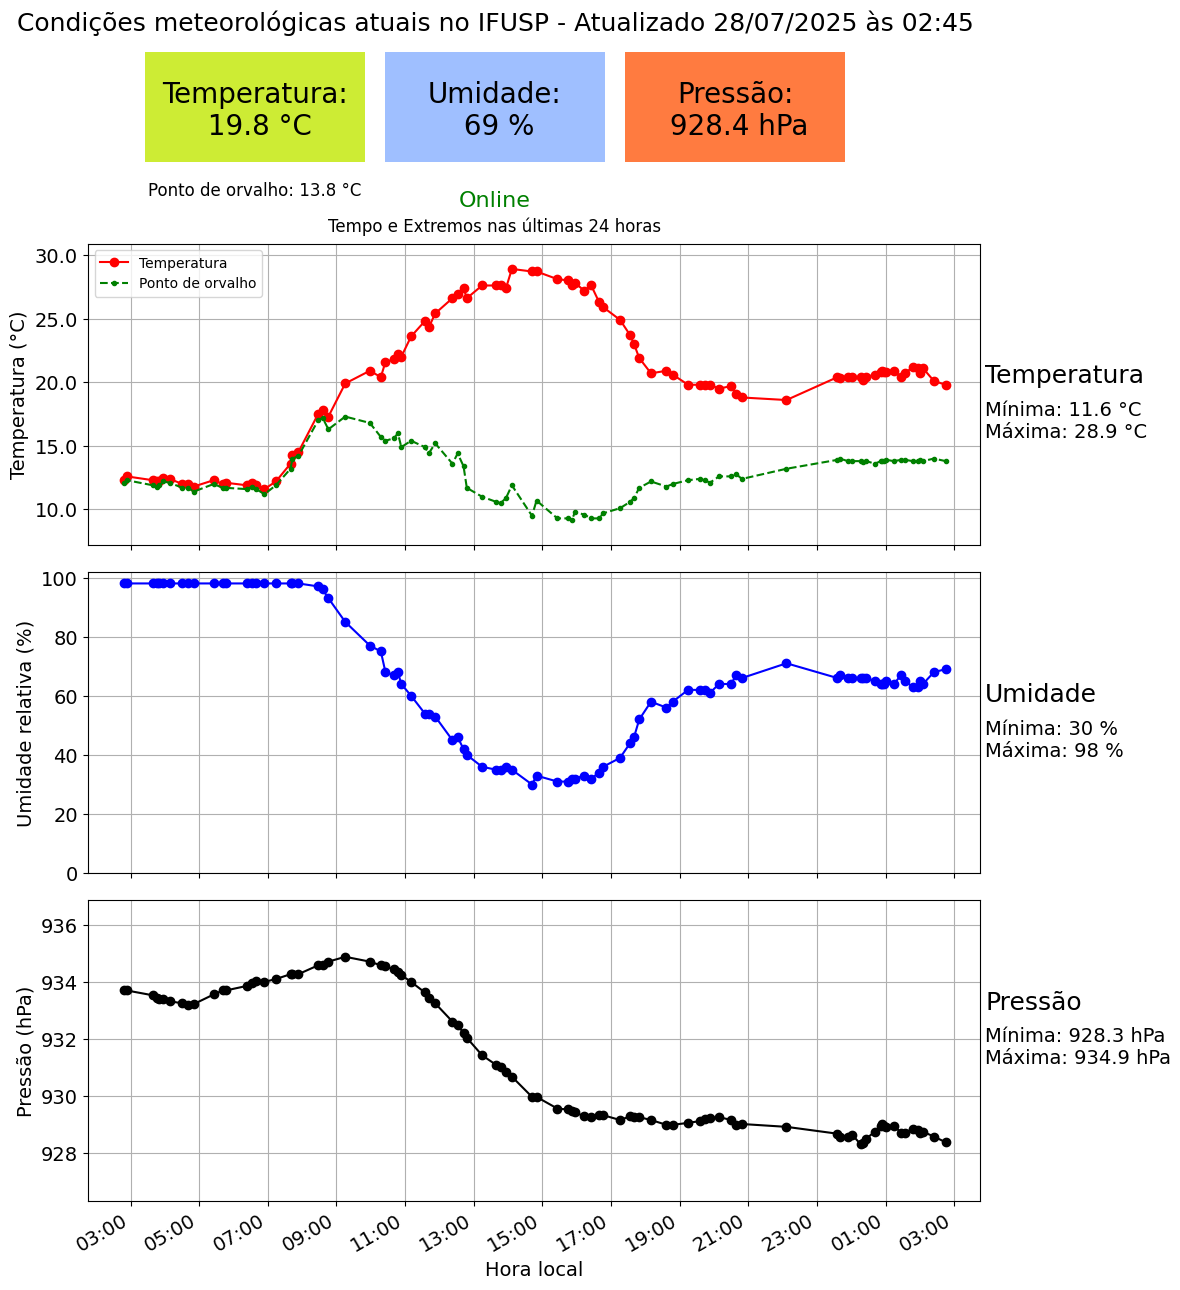 Condições meteorológicas atuais no IFUSP - Atualizado 28/07/2025 às 02:45
Temperatura:
19.8 °C
Umidade:
69 %
Pressão:
928.4 hPa
Ponto de orvalho: 13.8 °C
Online
Tempo e Extremos nas últimas 24 horas
Temperatura
Ponto de orvalho
Temperatura (°C)
30.0
25.0
20.0
15.0
10.0
Temperatura
Mínima: 11.6 °C
Máxima: 28.9 °C
Umidade relativa (%)
100
80
60
40
20
0
Umidade
Mínima: 30 %
Máxima: 98 %
Pressão (hPa)
936
934
932
930
928
Pressão
Mínima: 928.3 hPa
Máxima: 934.9 hPa
03:00 05:00 07:00 09:00 11:00 13:00 15:00 17:00 19:00 21:00 23:00 01:00 03:00
Hora local